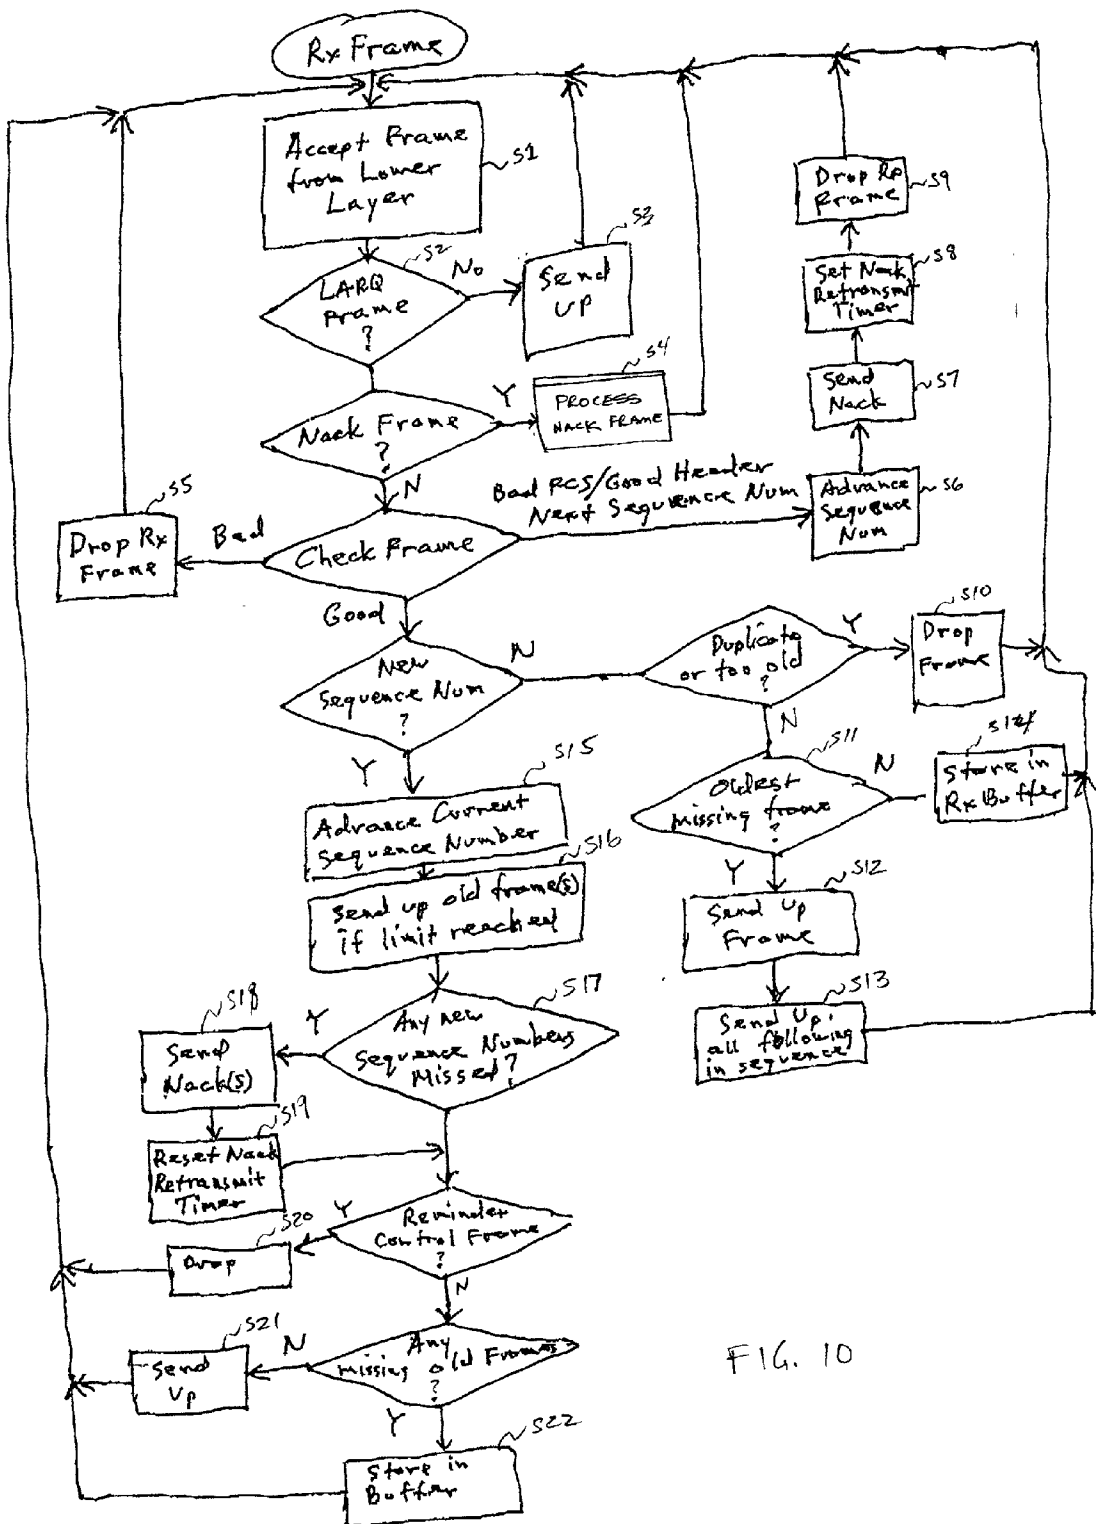 Rx Frame
Accept Frame
from Lower
Layer
S1
S2
LARQ
Frame
?
No
S3
Send
UP
Drop Rx
Frame
S9
Set Nack
Retransmit
Timer
S8
S4
Nack Frame
?
Y
PROCESS
NACK FRAME
Send
Nack
S7
N
S5
Drop Rx
Frame
Bad
Check Frame
Bad FCS/Good Header
Next Sequence Num
Advance
Sequence
Num
S6
Good
New
Sequence Num
?
N
Duplicate
or too old
?
Y
S10
Drop
Frame
N
Y
S11
Oldest
missing frame
?
N
S14
Store in
Rx Buffer
S15
Advance Current
Sequence Number
S16
Send up old frame(s)
if limit reached
Y
S12
Send Up
Frame
S13
Send Up
all following
in sequence
S17
Any new
Sequence Numbers
Missed?
Y
S18
Send
Nack(s)
S19
Reset Nack
Retransmit
Timer
Reminder
Control Frame
?
Y
S20
Drop
N
Any
missing old Frames
?
N
S21
Send
Up
Y
S22
Store in
Buffer
FIG. 10